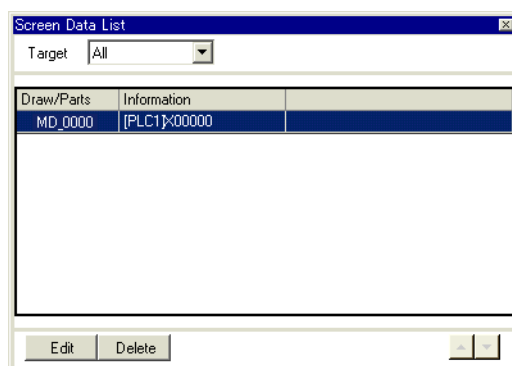 Screen Data List
Target All
Draw/Parts Information
MD_0000 [PLC1]X00000
Edit Delete